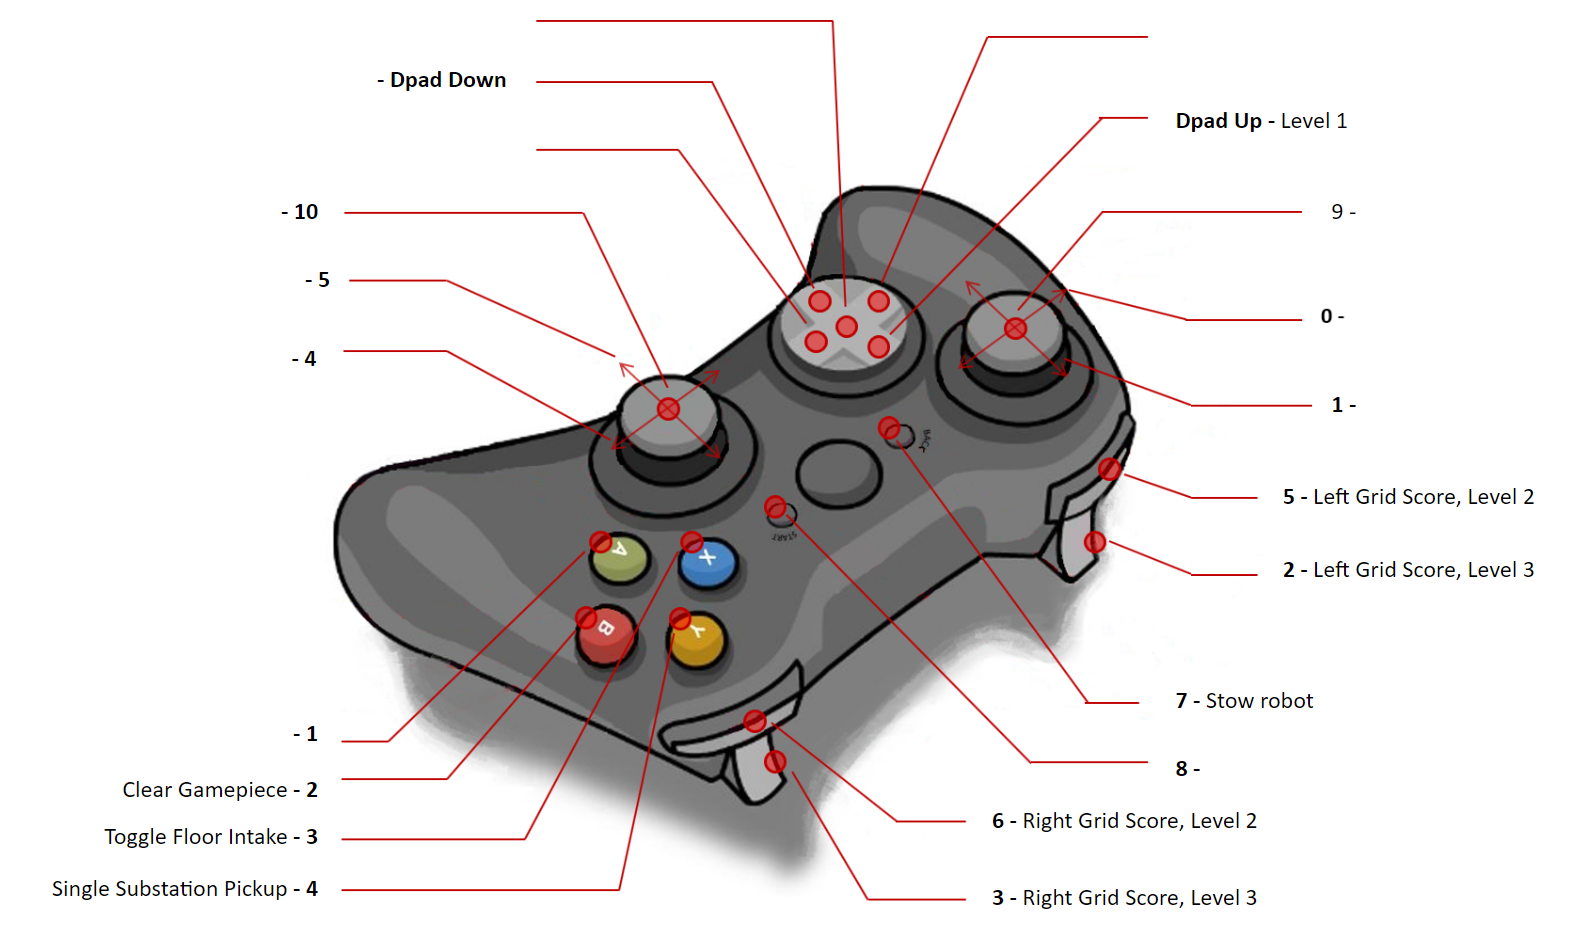 - Dpad Down
Dpad Up - Level 1
- 10
9 -
- 5
0 -
- 4
1 -
BACK
5 - Left Grid Score, Level 2
START
A
X
2 - Left Grid Score, Level 3
B
Y
7 - Stow robot
- 1
8 -
Clear Gamepiece - 2
6 - Right Grid Score, Level 2
Toggle Floor Intake - 3
Single Substation Pickup - 4
3 - Right Grid Score, Level 3